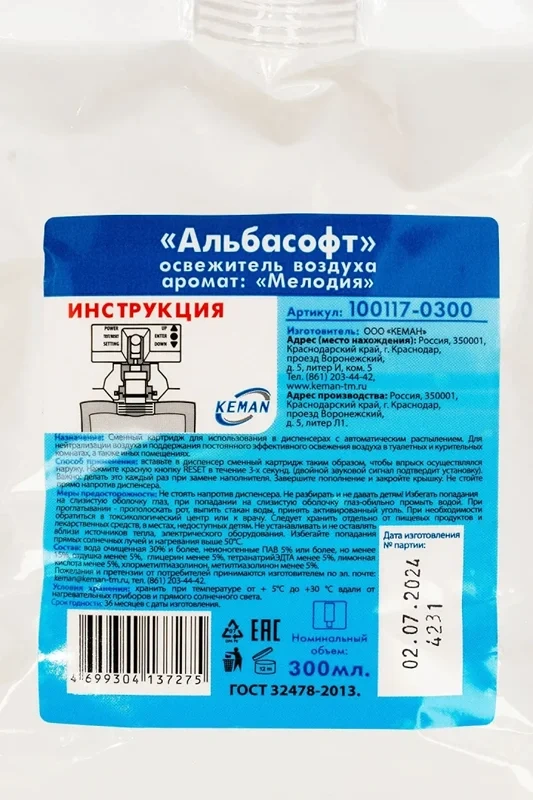 «Альбасофт»
освежитель воздуха
аромат: «Мелодия»
ИНСТРУКЦИЯ
Артикул: 100117-0300
POWER
TEST/RESET
SETTING
UP
ENTER
DOWN
KEMAN
Изготовитель: ООО «КЕМАН»
Адрес (место нахождения): Россия, 350001,
Краснодарский край, г. Краснодар,
проезд Воронежский,
д. 5, литер И, ком. 5
Тел. (861) 203-44-42,
www.keman-tm.ru
Адрес производства: Россия, 350001,
Краснодарский край, г. Краснодар,
проезд Воронежский,
д. 5, литер Л1.
Назначение: Сменный картридж для использования в диспенсерах с автоматическим распылением. Для
нейтрализации воздуха и поддержания постоянного эффективного освежения воздуха в туалетных и курительных
комнатах, а также иных помещениях.
Способ применения: вставьте в диспенсер сменный картридж таким образом, чтобы впрыск осуществлялся
наружу. Нажмите красную кнопку RESET в течение 3-х секунд. (двойной звуковой сигнал подтвердит установку).
Важно: делать это каждый раз при замене наполнителя. Завершите пополнение и закройте крышку. Не стойте
прямо напротив диспенсера.
Меры предосторожности: Не стоять напротив диспенсера. Не разбирать и не давать детям! Избегать попадания
на слизистую оболочку глаз, при попадании на слизистую оболочку глаз-обильно промыть водой. При
проглатывании - прополоскать рот, выпить стакан воды, принять активированный уголь. При необходимости
обратиться в токсикологический центр или к врачу. Следует хранить отдельно от пищевых продуктов и
лекарственных средств, в местах, недоступных детям. Не устанавливать и не оставлять
вблизи источников тепла, электрического оборудования. Избегайте попадания
прямых солнечных лучей и нагревания выше 50°С.
Состав: вода очищенная 30% и более, неионогенные ПАВ 5% или более, но менее
отдушка менее 5%, глицерин менее 5%, тетранатрийЭДТА менее 5%, лимонная
кислота менее 5%, хлорметилтиазолинон, метилтиазолинон менее 5%.
Пожелания и претензии от потребителей принимаются изготовителем по эл. почте:
keman@keman-tm.ru, тел. (861) 203-44-42.
Условия хранения: хранить при температуре от + 5°С до +30 °С вдали от
нагревательных приборов и прямого солнечного света.
Срок годности: 36 месяцев с даты изготовления.
Дата изготовления
№ партии:
02.07.2024
4231
EAC
12 m
Номинальный
объем:
300мл.
4 699304 137275
ГОСТ 32478-2013.